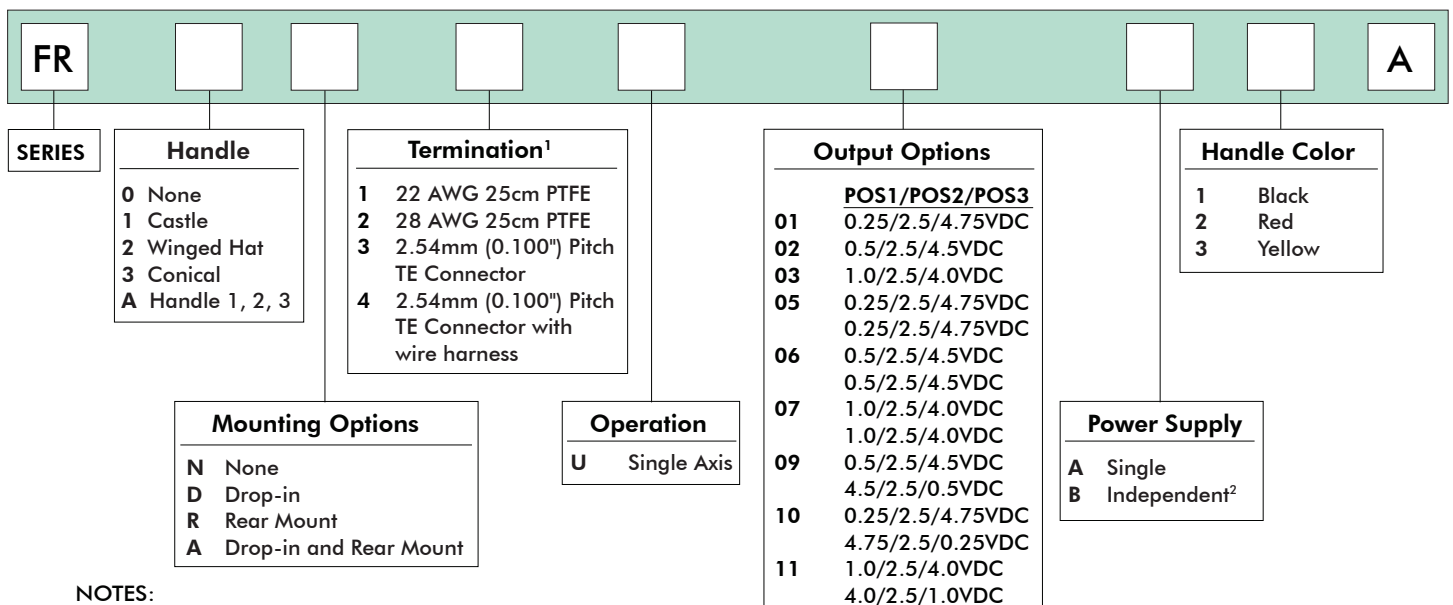 FR
A
SERIES
Handle
0 None
1 Castle
2 Winged Hat
3 Conical
A Handle 1, 2, 3
Termination1
1 22 AWG 25cm PTFE
2 28 AWG 25cm PTFE
3 2.54mm (0.100") Pitch
TE Connector
4 2.54mm (0.100") Pitch
TE Connector with
wire harness
Output Options
POS1/POS2/POS3
01 0.25/2.5/4.75VDC
02 0.5/2.5/4.5VDC
03 1.0/2.5/4.0VDC
05 0.25/2.5/4.75VDC
0.25/2.5/4.75VDC
06 0.5/2.5/4.5VDC
0.5/2.5/4.5VDC
07 1.0/2.5/4.0VDC
1.0/2.5/4.0VDC
09 0.5/2.5/4.5VDC
4.5/2.5/0.5VDC
10 0.25/2.5/4.75VDC
4.75/2.5/0.25VDC
11 1.0/2.5/4.0VDC
4.0/2.5/1.0VDC
Handle Color
1 Black
2 Red
3 Yellow
Mounting Options
N None
D Drop-in
R Rear Mount
A Drop-in and Rear Mount
Operation
U Single Axis
Power Supply
A Single
B Independent2
NOTES: